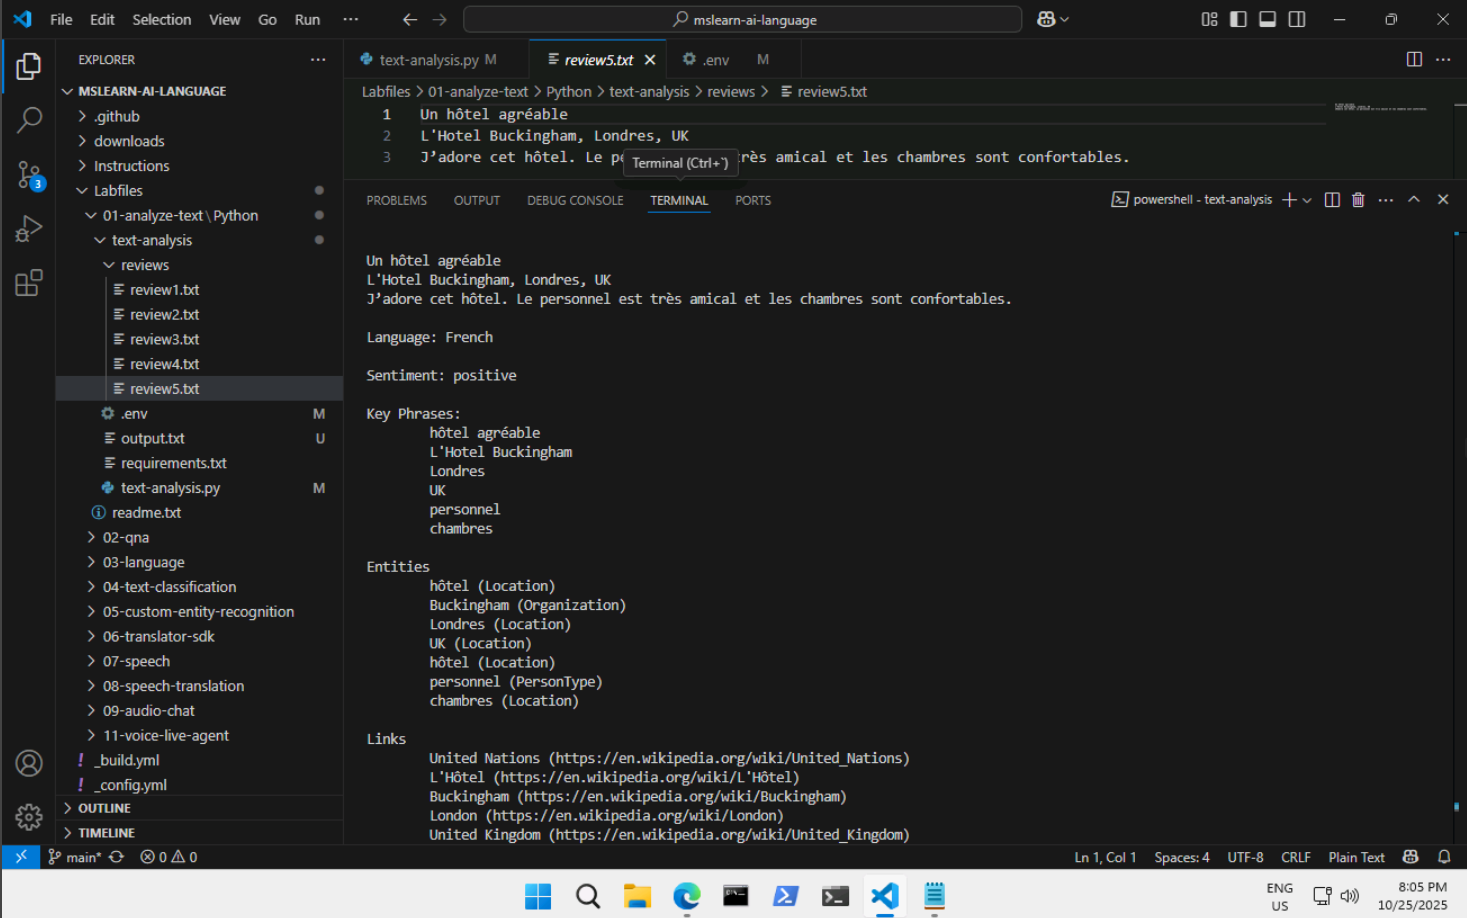 File Edit Selection View Go Run ... mslearn-ai-language
EXPLORER ...
MSLEARN-AI-LANGUAGE
.github
downloads
Instructions
Labfiles
01-analyze-text\Python
text-analysis
reviews
review1.txt
review2.txt
review3.txt
review4.txt
review5.txt
.env M
output.txt U
requirements.txt
text-analysis.py M
readme.txt
02-qna
03-language
04-text-classification
05-custom-entity-recognition
06-translator-sdk
07-speech
08-speech-translation
09-audio-chat
11-voice-live-agent
_build.yml
_config.yml
OUTLINE
TIMELINE
3
text-analysis.py M review5.txt .env M
Labfiles > 01-analyze-text > Python > text-analysis > reviews > review5.txt
1 Un hôtel agréable
2 L'Hotel Buckingham, Londres, UK
3 J’adore cet hôtel. Le très amical et les chambres sont confortables.
Terminal (Ctrl+`)
PROBLEMS OUTPUT DEBUG CONSOLE TERMINAL PORTS powershell - text-analysis
Un hôtel agréable
L'Hotel Buckingham, Londres, UK
J’adore cet hôtel. Le personnel est très amical et les chambres sont confortables.
Language: French
Sentiment: positive
Key Phrases:
hôtel agréable
L'Hotel Buckingham
Londres
UK
personnel
chambres
Entities
hôtel (Location)
Buckingham (Organization)
Londres (Location)
UK (Location)
hôtel (Location)
personnel (PersonType)
chambres (Location)
Links
United Nations (https://en.wikipedia.org/wiki/United_Nations)
L'Hôtel (https://en.wikipedia.org/wiki/L'Hôtel)
Buckingham (https://en.wikipedia.org/wiki/Buckingham)
London (https://en.wikipedia.org/wiki/London)
United Kingdom (https://en.wikipedia.org/wiki/United_Kingdom)
main* 0 0 Ln 1, Col 1 Spaces: 4 UTF-8 CRLF Plain Text
ENG
US
8:05 PM
10/25/2025